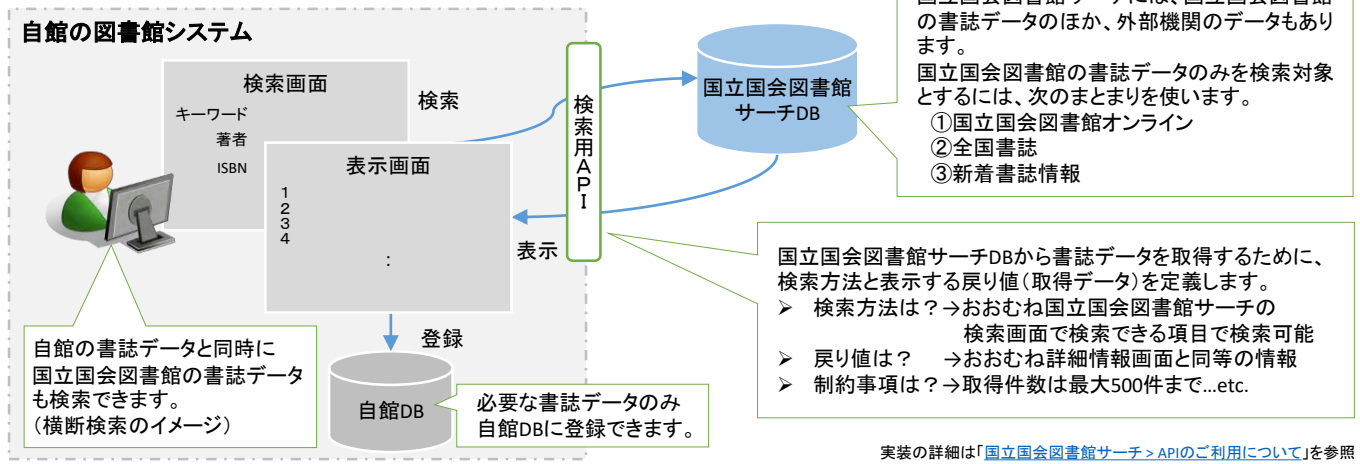 自館の図書館システム
検索画面
キーワード
著者
ISBN
検索
表示画面
1
2
3
4
:
表示
検索用API
国立国会図書館
サーチDB
の書誌データのほか、外部機関のデータもあり
ます。
国立国会図書館の書誌データのみを検索対象
とするには、次のまとまりを使います。
①国立国会図書館オンライン
②全国書誌
③新着書誌情報
国立国会図書館サーチDBから書誌データを取得するために、
検索方法と表示する戻り値(取得データ)を定義します。
➢ 検索方法は？→おおむね国立国会図書館サーチの
検索画面で検索できる項目で検索可能
➢ 戻り値は？ →おおむね詳細情報画面と同等の情報
➢ 制約事項は？→取得件数は最大500件まで…etc.
自館の書誌データと同時に
国立国会図書館の書誌データ
も検索できます。
(横断検索のイメージ)
登録
自館DB
必要な書誌データのみ
自館DBに登録できます。
実装の詳細は「国立国会図書館サーチ > APIのご利用について」を参照